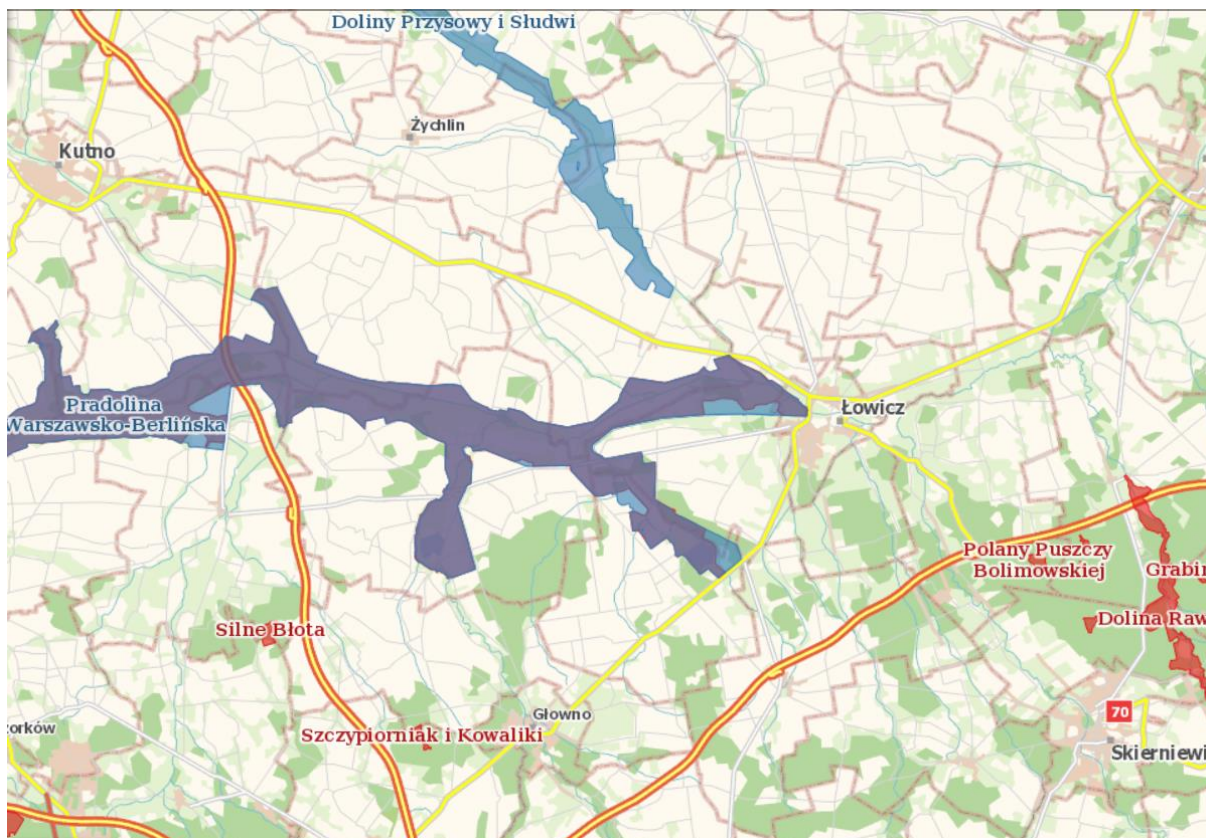 Doliny Przysowy i Słudwi
Żychlin
Kutno
Pradolina
Warszawsko-Berlińska
Łowicz
Polany Puszczy
Bolimowskiej
Grabin
Dolina Raw
Silne Błota
Szczypiorniak i Kowaliki
Głowno
zorków
70
Skierniewi